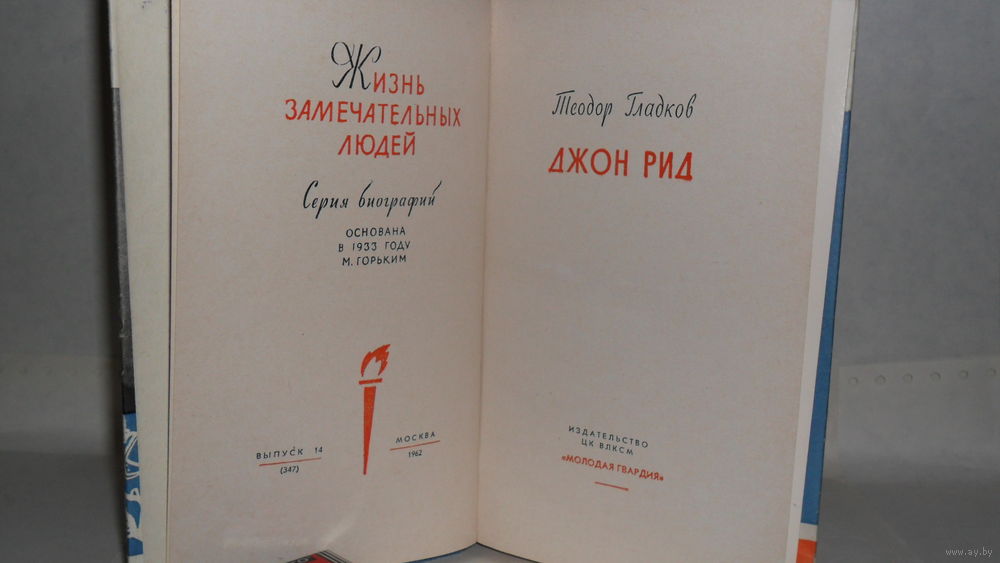 Жизнь
ЗАМЕЧАТЕЛЬНЫХ
ЛЮДЕЙ
Серия биографий
ОСНОВАНА
В 1933 ГОДУ
М. ГОРЬКИМ
ВЫПУСК 14
(347)
МОСКВА
1962
Теодор Гладков
ДЖОН РИД
ИЗДАТЕЛЬСТВО
ЦК ВЛКСМ
«МОЛОДАЯ ГВАРДИЯ»
www.ay.by